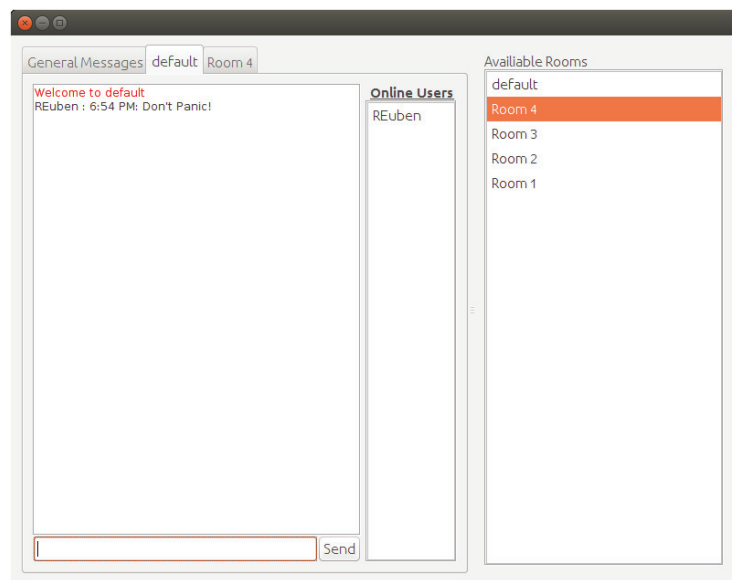 General Messages default Room 4
Welcome to default
REuben : 6:54 PM: Don't Panic!
Online Users
REuben
Send
Availiable Rooms
default
Room 4
Room 3
Room 2
Room 1